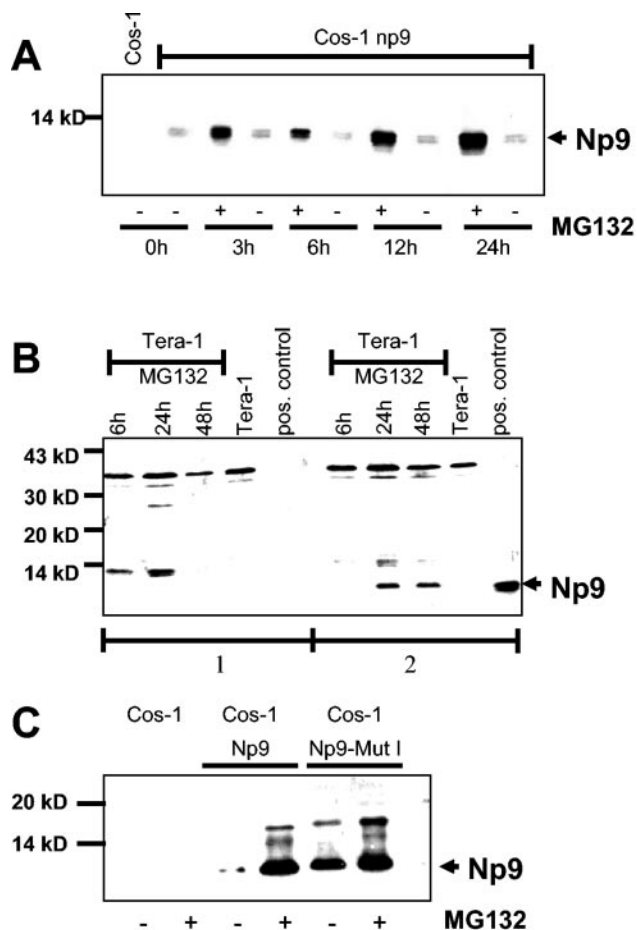 A
Cos-1
Cos-1 np9
14 kD
Np9
- - + - + - + - + -
MG132
0h 3h 6h 12h 24h
B
Tera-1 Tera-1
MG132 MG132
6h 24h 48h Tera-1 pos. control 6h 24h 48h Tera-1 pos. control
43 kD
30 kD
20 kD
14 kD
Np9
1 2
C
Cos-1 Cos-1 Cos-1
Np9 Np9-Mut I
20 kD
14 kD
Np9
- + - + - +
MG132